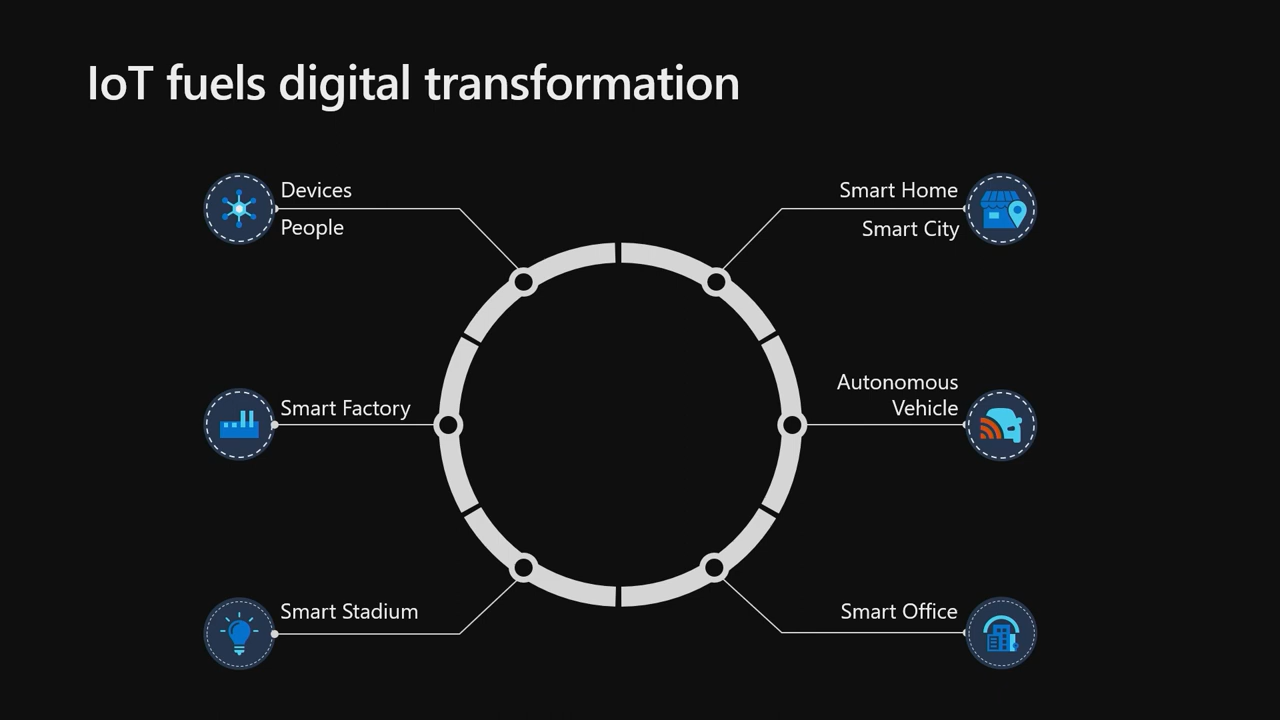 IoT fuels digital transformation
Devices
People
Smart Home
Smart City
Smart Factory
Autonomous
Vehicle
Smart Stadium
Smart Office